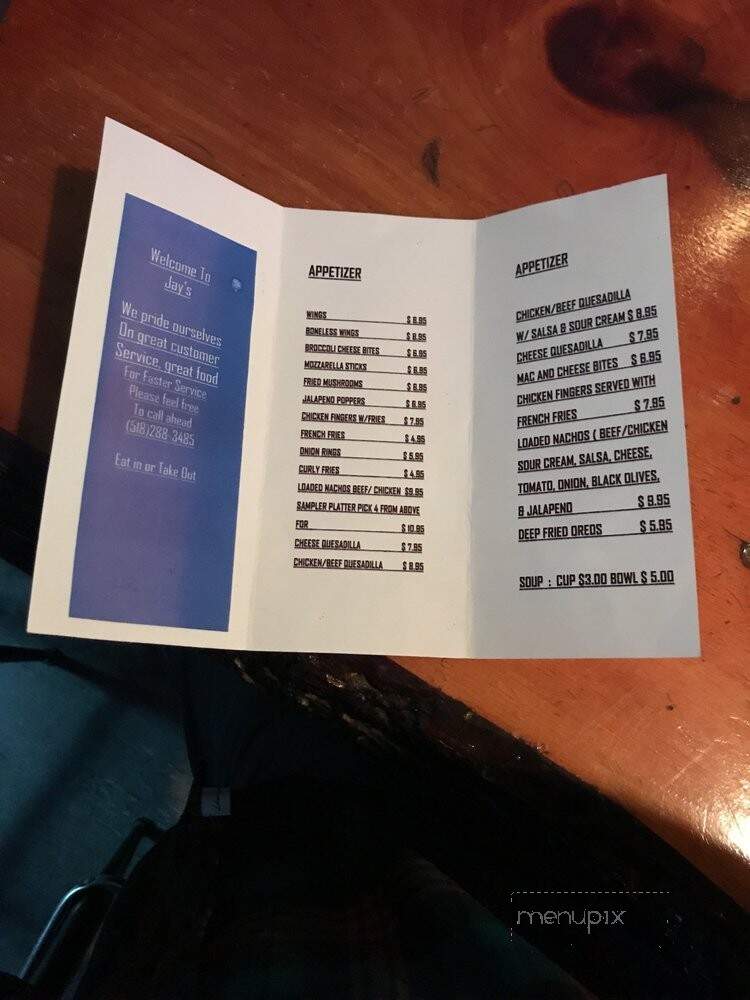 Welcome To
Jay's
We pride ourselves
On great customer
Service, great food
For Faster Service
Please feel free
To call ahead
(518)288 3485
Eat in or Take Out
APPETIZER
WINGS $ 8.95
BONELESS WINGS $ 8.95
BROCCOLI CHEESE BITES $ 6.95
MOZZARELLA STICKS $ 6.95
FRIED MUSHROOMS $ 6.95
JALAPENO POPPERS $ 6.95
CHICKEN FINGERS W/FRIES $ 7.95
FRENCH FRIES $ 4.95
ONION RINGS $ 5.95
CURLY FRIES $ 4.95
LOADED NACHOS BEEF/ CHICKEN $9.95
SAMPLER PLATTER PICK 4 FROM ABOVE
FOR $ 10.95
CHEESE QUESADILLA $ 7.95
CHICKEN/BEEF QUESADILLA $ 8.95
APPETIZER
CHICKEN/BEEF QUESADILLA
W/ SALSA & SOUR CREAM $ 8.95
CHEESE QUESADILLA $ 7.95
MAC AND CHEESE BITES $ 6.95
CHICKEN FINGERS SERVED WITH
FRENCH FRIES $ 7.95
LOADED NACHOS ( BEEF/CHICKEN
SOUR CREAM, SALSA, CHEESE,
TOMATO, ONION, BLACK OLIVES,
& JALAPENO $ 9.95
DEEP FRIED OREOS $ 5.95
SOUP : CUP $3.00 BOWL $ 5.00
menupix